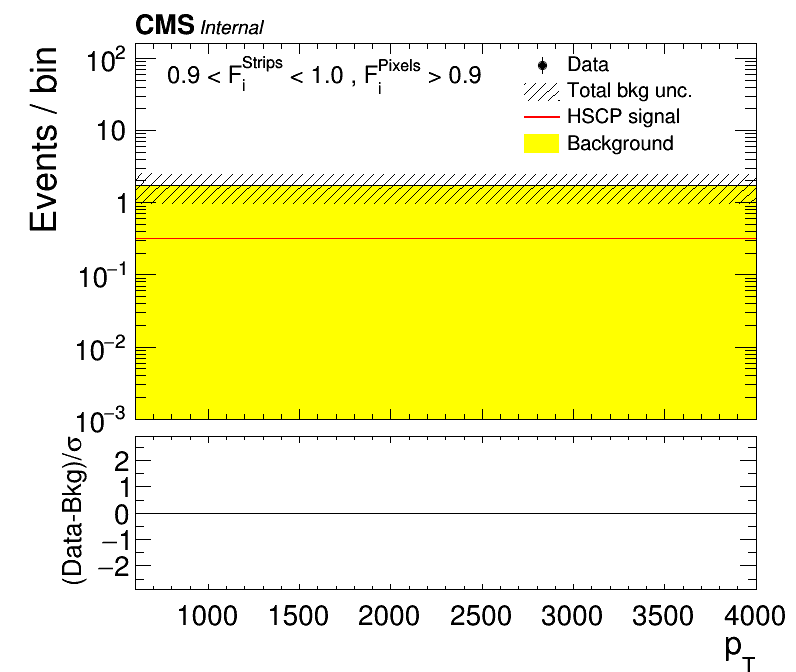 CMS Internal
0.9 < F_i^Strips < 1.0 , F_i^Pixels > 0.9
Data
Total bkg unc.
HSCP signal
Background
Events / bin
10²
10
1
10⁻¹
10⁻²
10⁻³
(Data-Bkg)/σ
2
1
0
−1
−2
1000 1500 2000 2500 3000 3500 4000
p_T